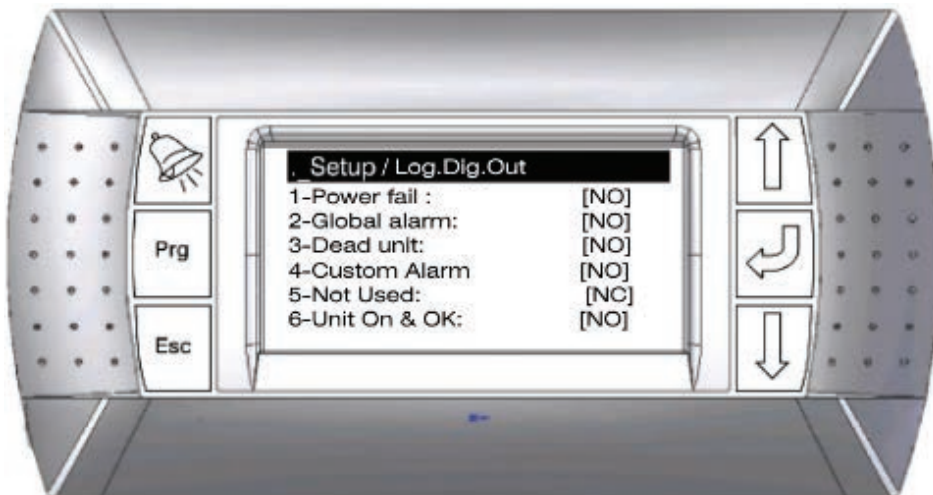 ._Setup / Log.Dig.Out
1-Power fail : [NO]
2-Global alarm: [NO]
3-Dead unit: [NO]
4-Custom Alarm [NO]
5-Not Used: [NC]
6-Unit On & OK: [NO]
Prg
Esc